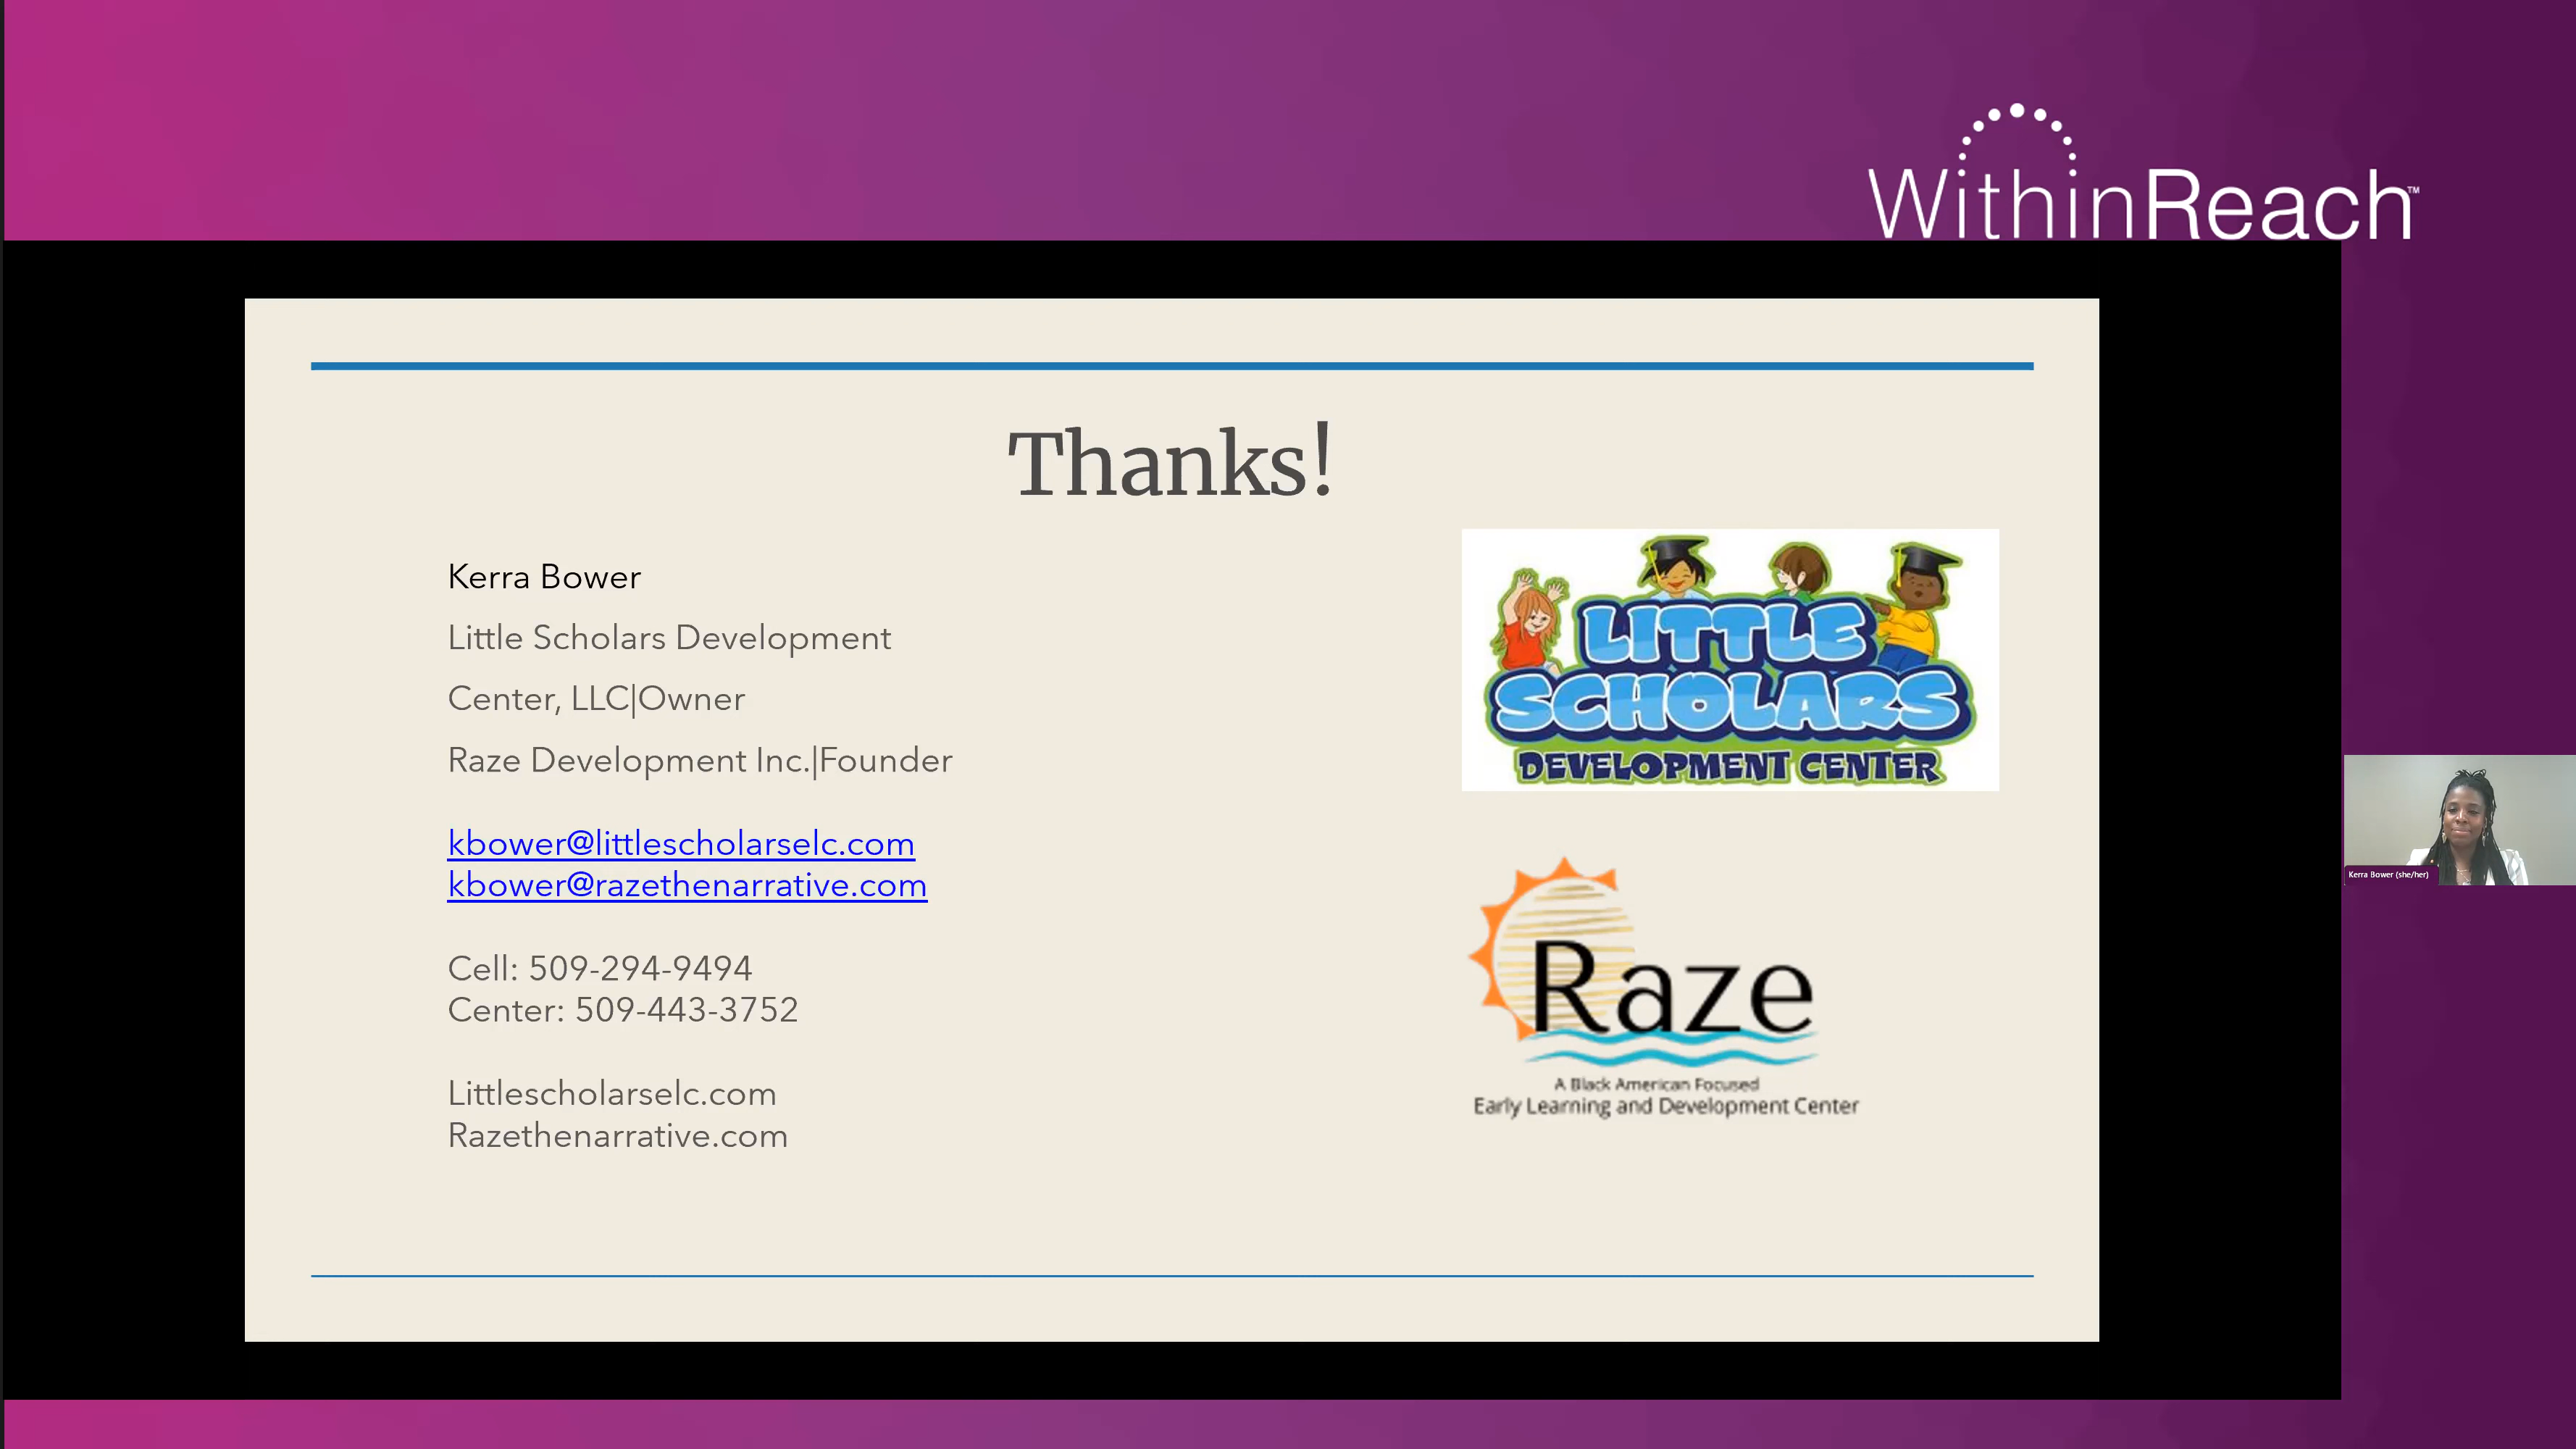 WithinReach™
Thanks!
Kerra Bower
Little Scholars Development
Center, LLC|Owner
Raze Development Inc.|Founder
kbower@littlescholarselc.com
kbower@razethenarrative.com
Cell: 509-294-9494
Center: 509-443-3752
Littlescholarselc.com
Razethenarrative.com
LITTLE
SCHOLARS
DEVELOPMENT CENTER
Raze
A Black American Focused
Early Learning and Development Center
Kerra Bower (she/her)